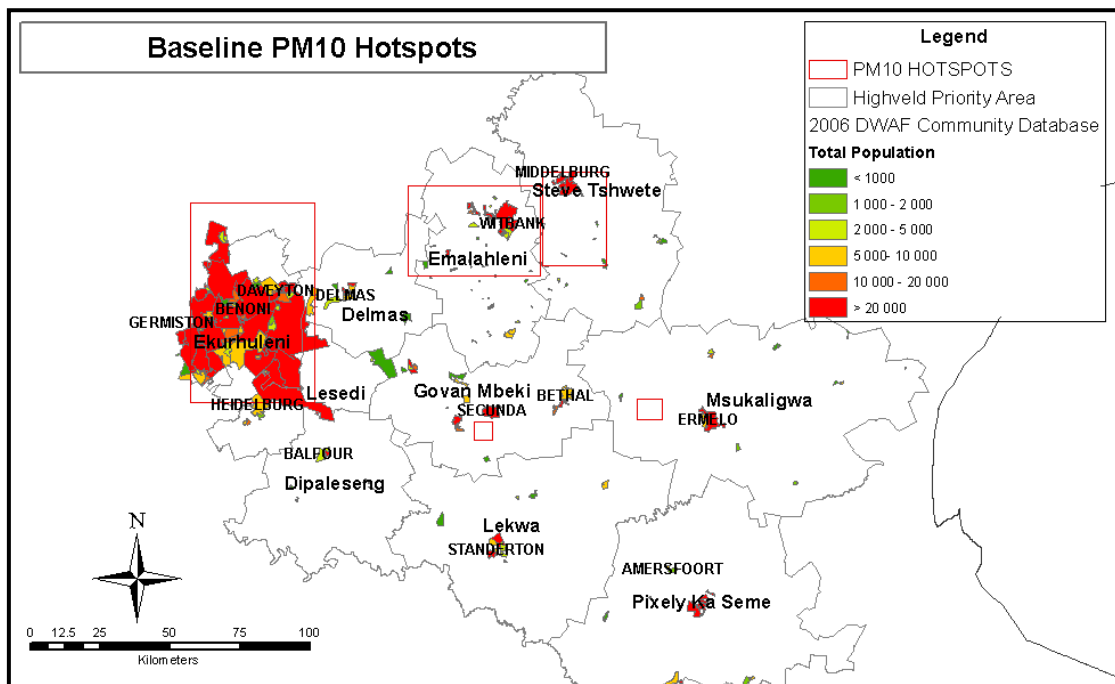 Baseline PM10 Hotspots
Legend
PM10 HOTSPOTS
Highveld Priority Area
2006 DWAF Community Database
Total Population
< 1000
1 000 - 2 000
2 000 - 5 000
5 000- 10 000
10 000 - 20 000
> 20 000
MIDDELBURG
Steve Tshwete
WITBANK
Emalahleni
DAVEYTON
DELMAS
BENONI
Delmas
GERMISTON
Ekurhuleni
Lesedi
HEIDELBURG
Govan Mbeki
BETHAL
SECUNDA
Msukaligwa
ERMELO
BALFOUR
Dipaleseng
Lekwa
STANDERTON
AMERSFOORT
Pixely Ka Seme
N
0 12.5 25 50 75 100
Kilometers